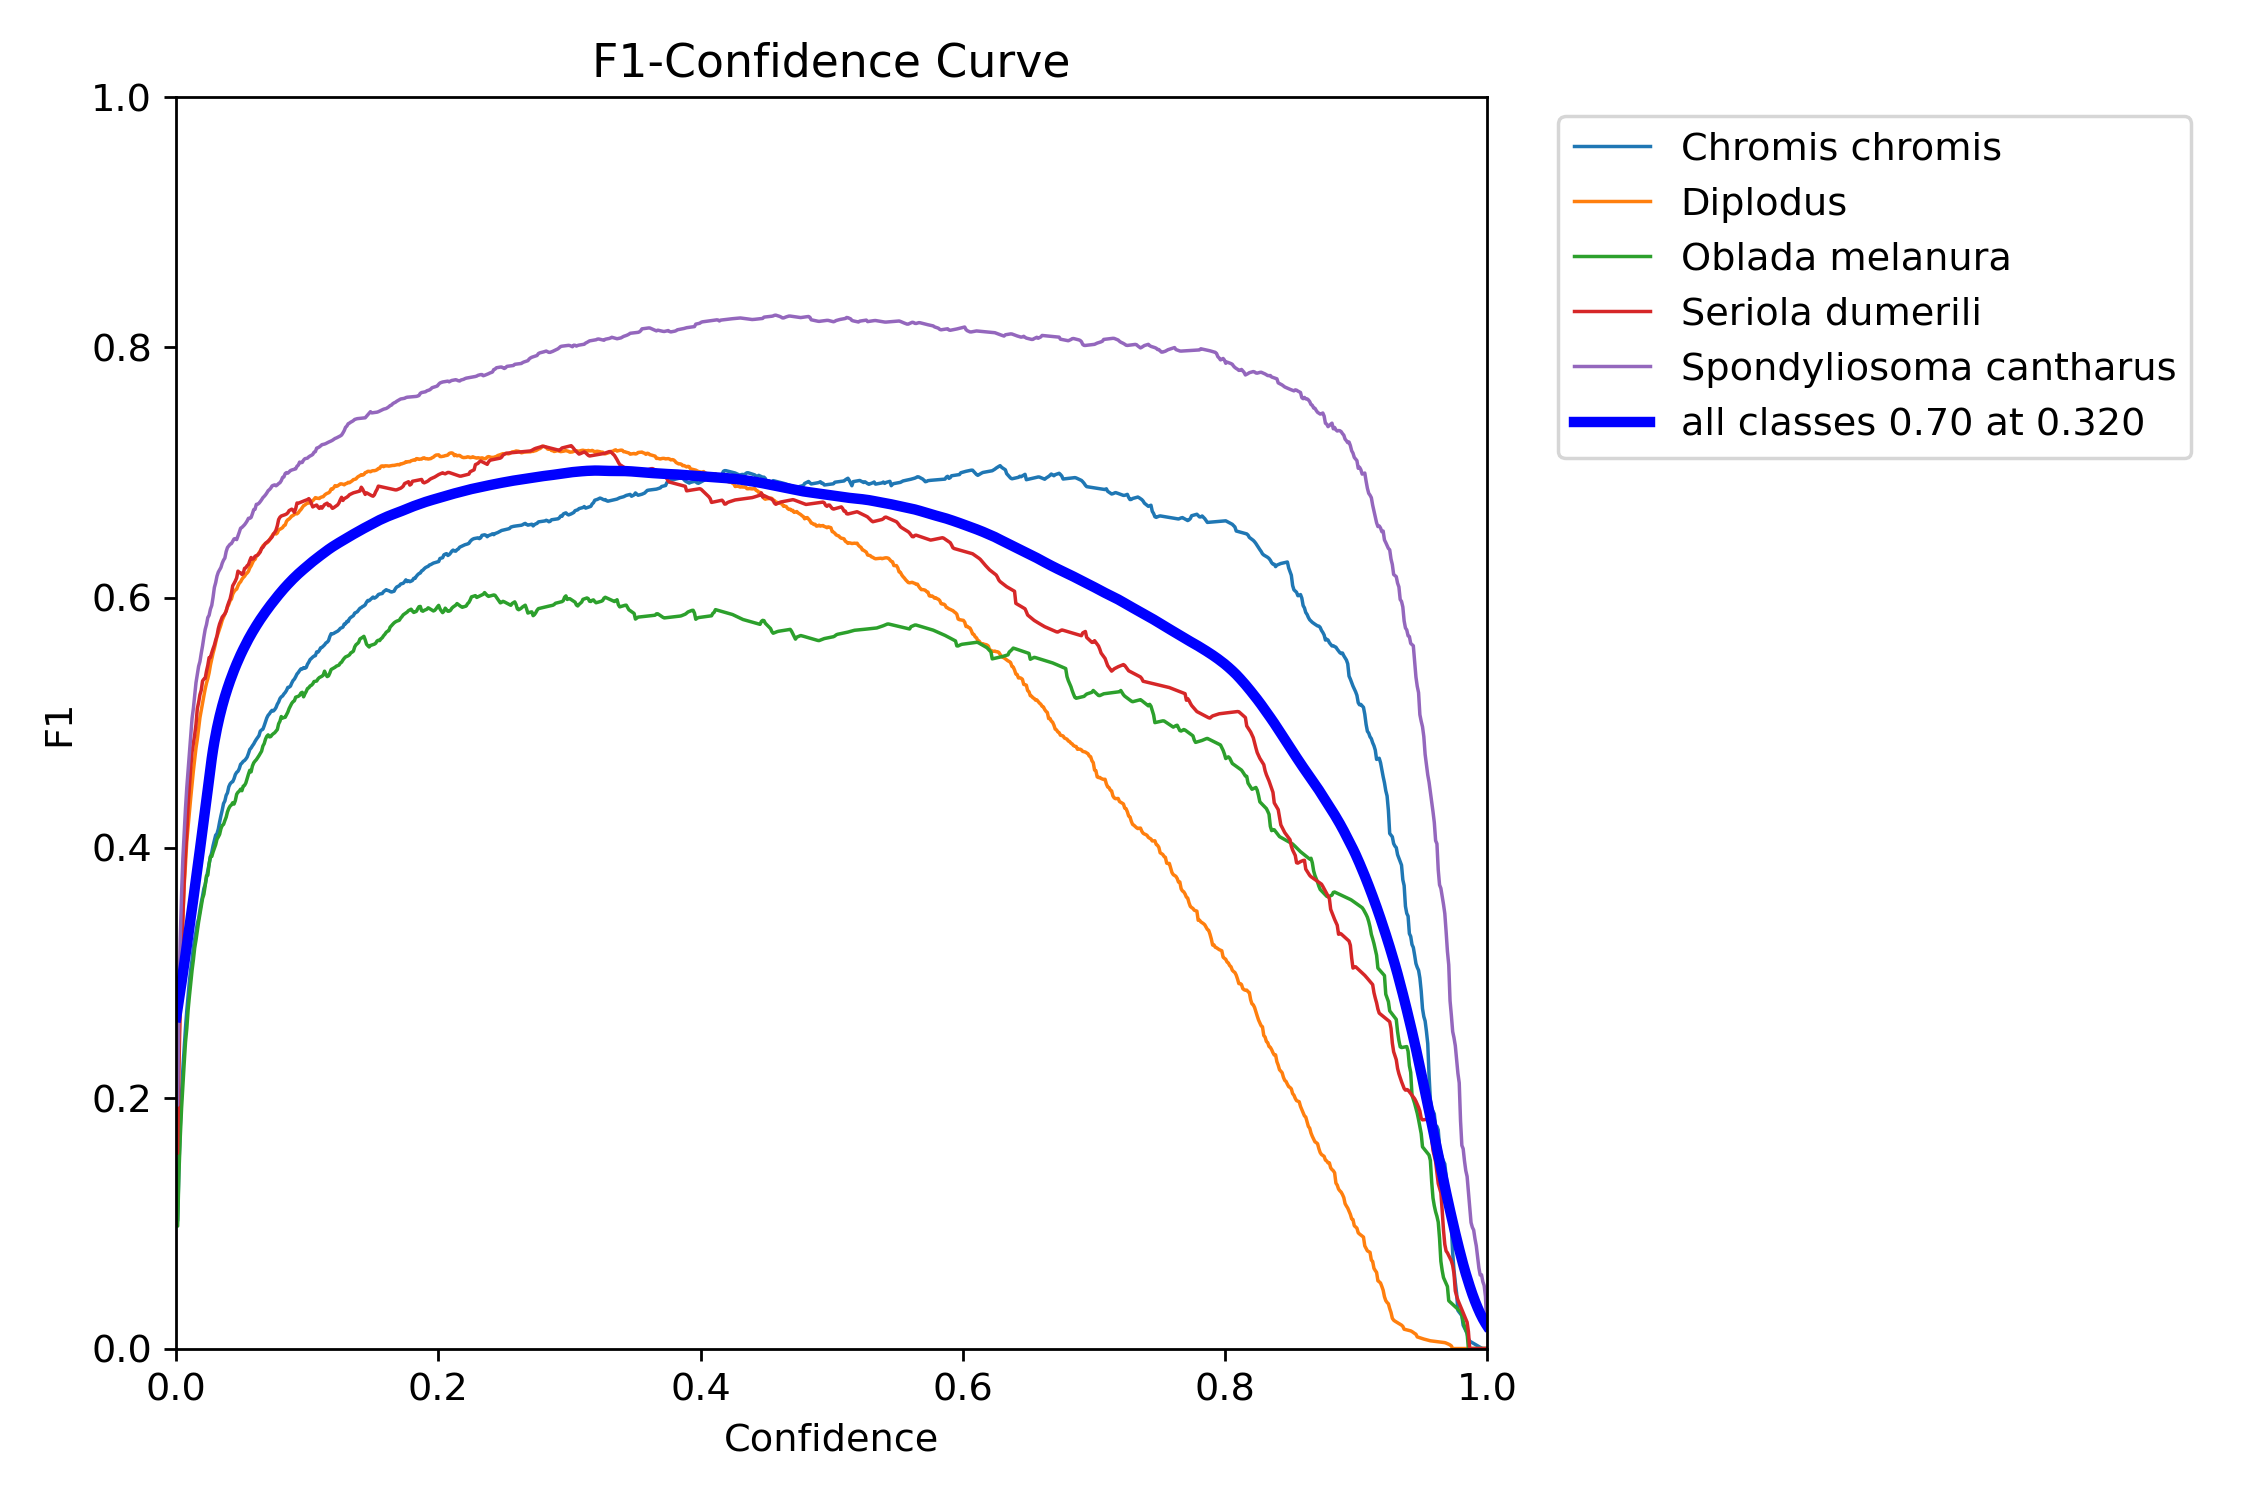 F1-Confidence Curve
1.0
0.8
0.6
0.4
0.2
0.0
F1
0.0 0.2 0.4 0.6 0.8 1.0
Confidence
Chromis chromis
Diplodus
Oblada melanura
Seriola dumerili
Spondyliosoma cantharus
all classes 0.70 at 0.320